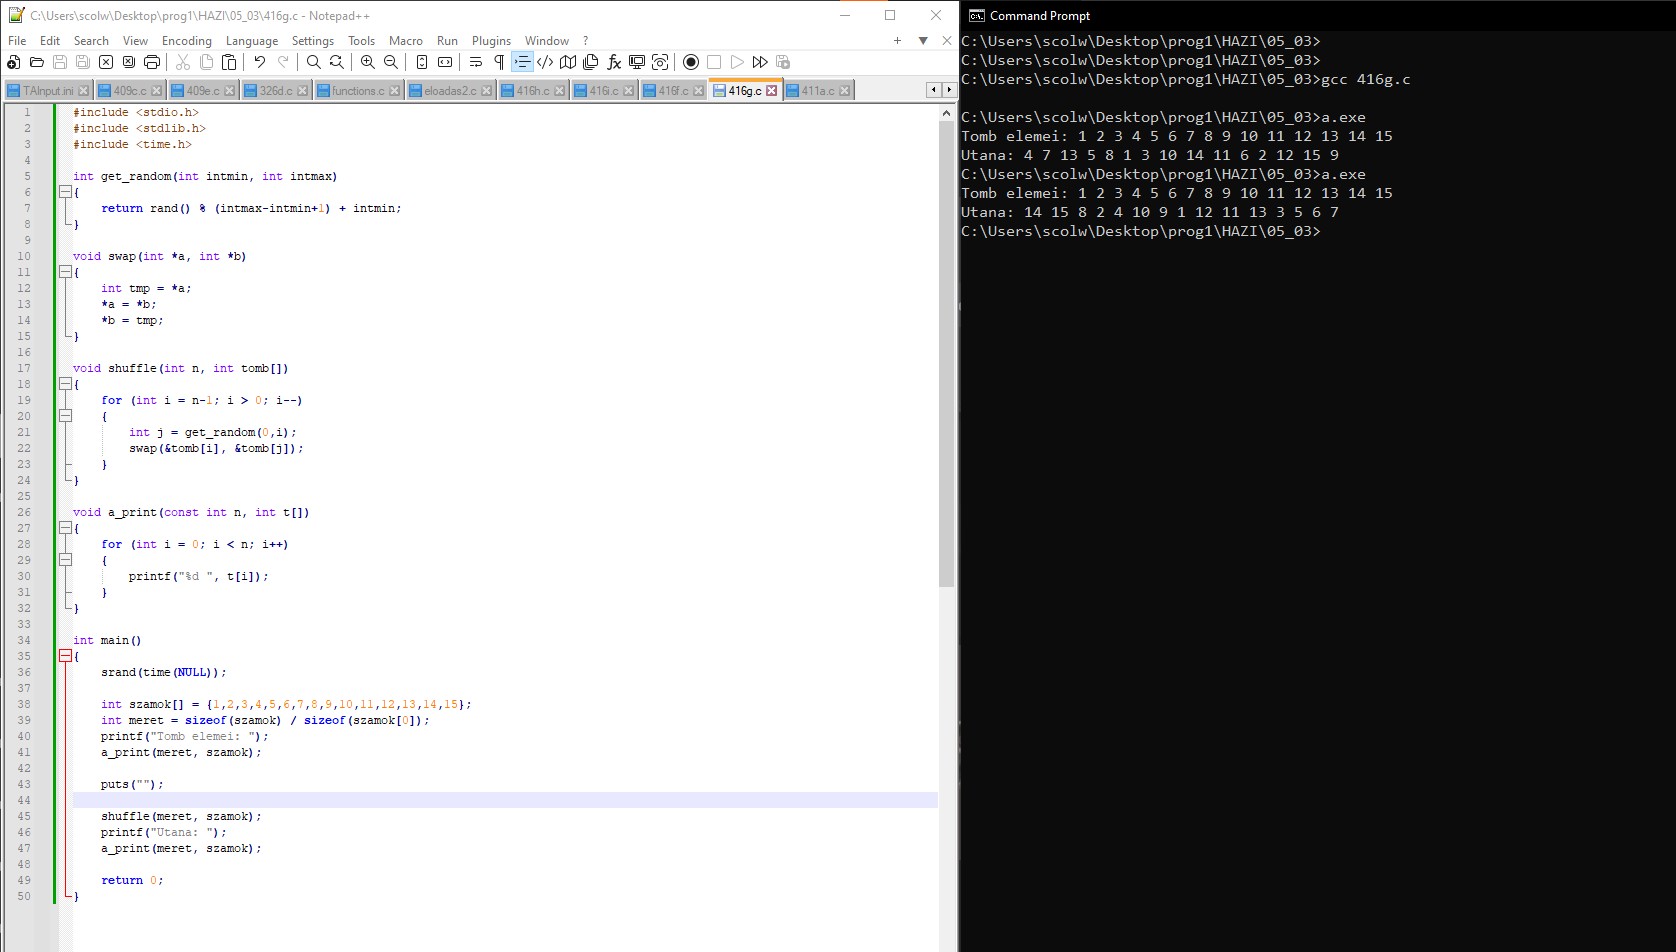 C:\Users\scolw\Desktop\prog1\HAZI\05_03\416g.c - Notepad++
File Edit Search View Encoding Language Settings Tools Macro Run Plugins Window ?
TAInput.ini 409c.c 409e.c 326d.c functions.c eloadas2.c 416h.c 416i.c 416f.c 416g.c 411a.c
1 #include <stdio.h>
2 #include <stdlib.h>
3 #include <time.h>
4
5 int get_random(int intmin, int intmax)
6 {
7 return rand() % (intmax-intmin+1) + intmin;
8 }
9
10 void swap(int *a, int *b)
11 {
12 int tmp = *a;
13 *a = *b;
14 *b = tmp;
15 }
16
17 void shuffle(int n, int tomb[])
18 {
19 for (int i = n-1; i > 0; i--)
20 {
21 int j = get_random(0,i);
22 swap(&tomb[i], &tomb[j]);
23 }
24 }
25
26 void a_print(const int n, int t[])
27 {
28 for (int i = 0; i < n; i++)
29 {
30 printf("%d ", t[i]);
31 }
32 }
33
34 int main()
35 {
36 srand(time(NULL));
37
38 int szamok[] = {1,2,3,4,5,6,7,8,9,10,11,12,13,14,15};
39 int meret = sizeof(szamok) / sizeof(szamok[0]);
40 printf("Tomb elemei: ");
41 a_print(meret, szamok);
42
43 puts("");
44
45 shuffle(meret, szamok);
46 printf("Utana: ");
47 a_print(meret, szamok);
48
49 return 0;
50 }
Command Prompt
C:\Users\scolw\Desktop\prog1\HAZI\05_03>
C:\Users\scolw\Desktop\prog1\HAZI\05_03>
C:\Users\scolw\Desktop\prog1\HAZI\05_03>gcc 416g.c
C:\Users\scolw\Desktop\prog1\HAZI\05_03>a.exe
Tomb elemei: 1 2 3 4 5 6 7 8 9 10 11 12 13 14 15
Utana: 4 7 13 5 8 1 3 10 14 11 6 2 12 15 9
C:\Users\scolw\Desktop\prog1\HAZI\05_03>a.exe
Tomb elemei: 1 2 3 4 5 6 7 8 9 10 11 12 13 14 15
Utana: 14 15 8 2 4 10 9 1 12 11 13 3 5 6 7
C:\Users\scolw\Desktop\prog1\HAZI\05_03>